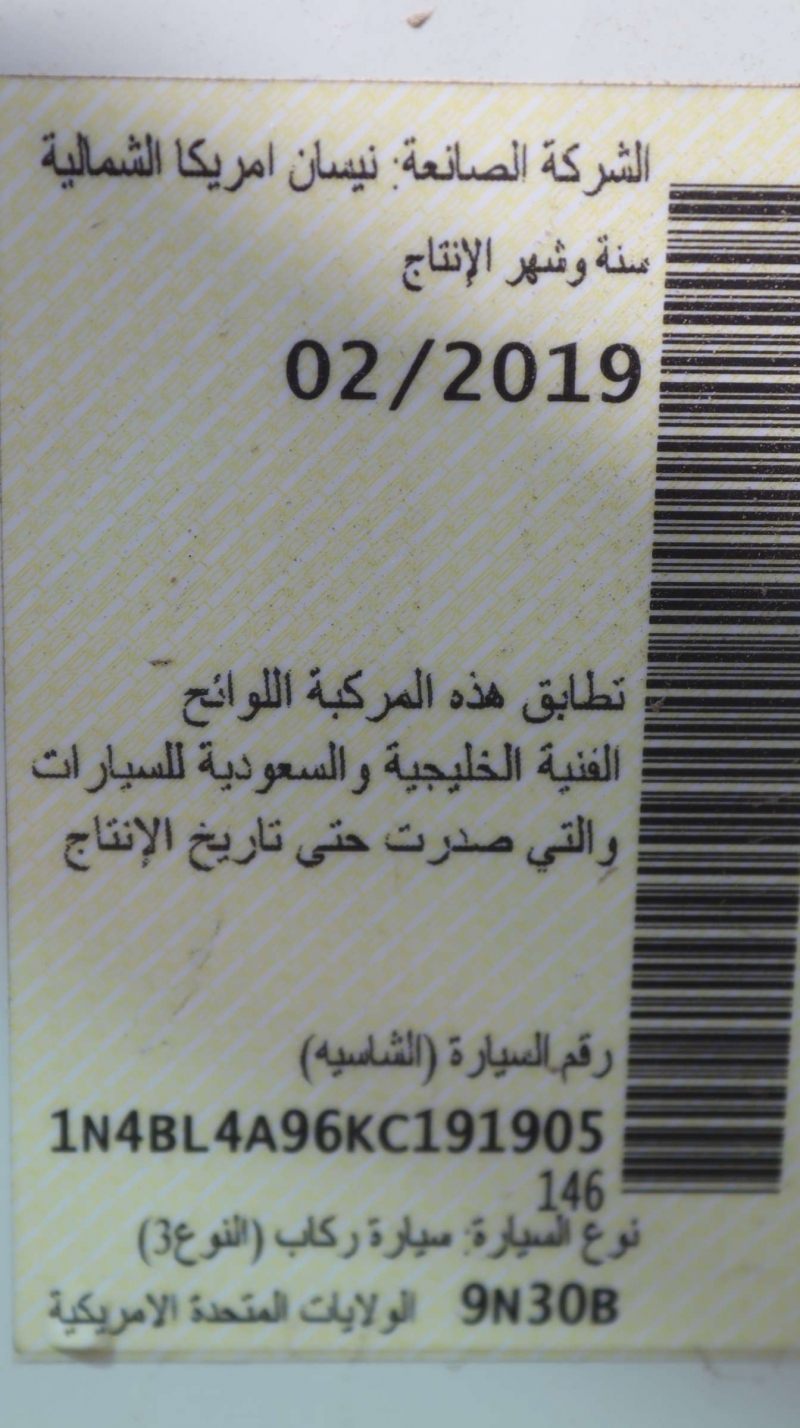 الشركة الصانعة: نيسان امريكا الشمالية
سنة وشهر الإنتاج
02/2019
تطابق هذه المركبة اللوائح
الفنية الخليجية والسعودية للسيارات
والتي صدرت حتى تاريخ الإنتاج
رقم السيارة (الشاسيه)
1N4BL4A96KC191905
146
نوع السيارة: سيارة ركاب (النوع3)
9N30B الولايات المتحدة الامريكية